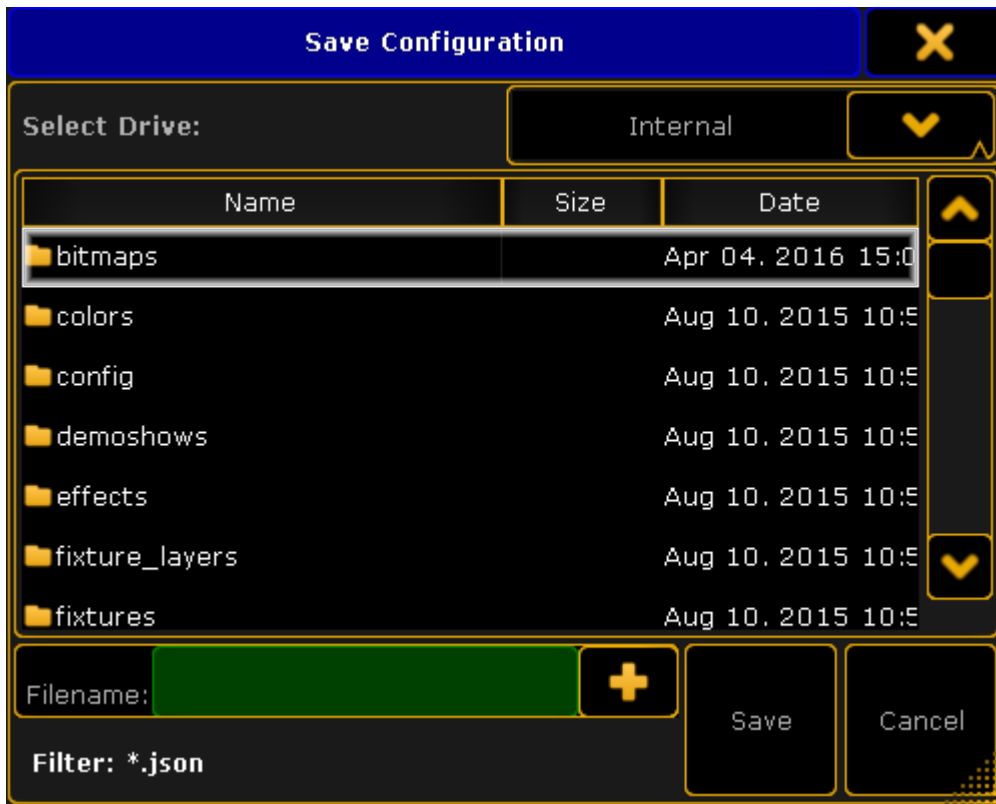 Save Configuration
Select Drive: Internal
Name Size Date
bitmaps Apr 04. 2016 15:0
colors Aug 10. 2015 10:5
config Aug 10. 2015 10:5
demoshows Aug 10. 2015 10:5
effects Aug 10. 2015 10:5
fixture_layers Aug 10. 2015 10:5
fixtures Aug 10. 2015 10:5
Filename:
Save Cancel
Filter: *.json